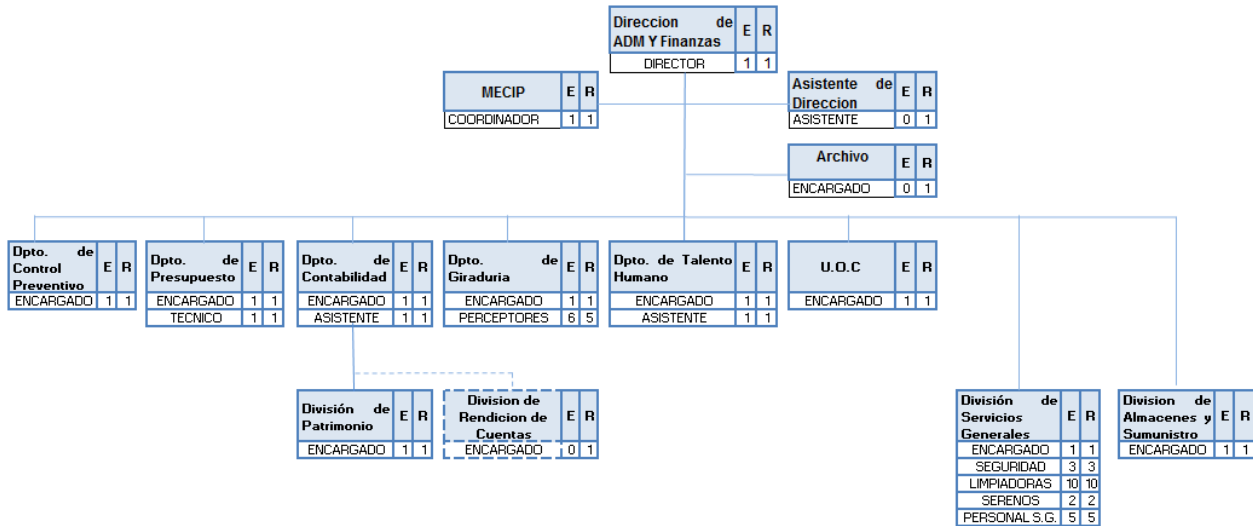 Direccion de E R
ADM Y Finanzas
DIRECTOR 1 1
MECIP E R
COORDINADOR 1 1
Asistente de E R
Direccion
ASISTENTE 0 1
Archivo E R
ENCARGADO 0 1
Dpto. de E R
Control
Preventivo
ENCARGADO 1 1
Dpto. de E R
Presupuesto
ENCARGADO 1 1
TECNICO 1 1
Dpto. de E R
Contabilidad
ENCARGADO 1 1
ASISTENTE 1 1
Dpto. de E R
Giraduria
ENCARGADO 1 1
PERCEPTORES 6 5
Dpto. de Talento E R
Humano
ENCARGADO 1 1
ASISTENTE 1 1
U.O.C E R
ENCARGADO 1 1
División de E R
Patrimonio
ENCARGADO 1 1
Division de E R
Rendicion de
Cuentas
ENCARGADO 0 1
División de E R
Servicios
Generales
ENCARGADO 1 1
SEGURIDAD 3 3
LIMPIADORAS 10 10
SERENOS 2 2
PERSONAL S.G. 5 5
Division de E R
Almacenes y
Sumunistro
ENCARGADO 1 1